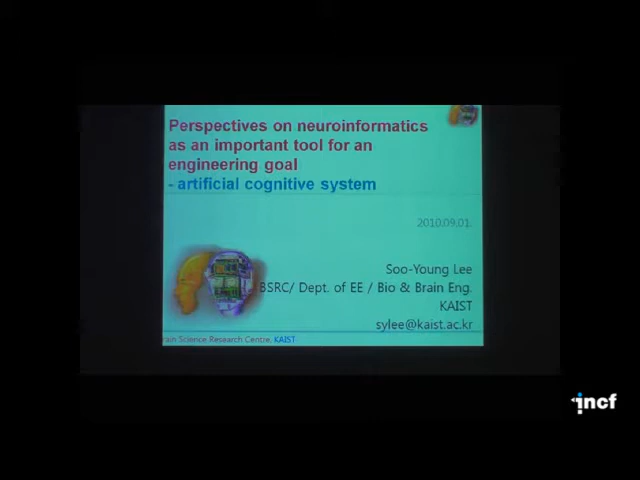 Perspectives on neuroinformatics
as an important tool for an
engineering goal
- artificial cognitive system
2010.09.01.
Soo-Young Lee
BSRC/ Dept. of EE / Bio & Brain Eng.
KAIST
sylee@kaist.ac.kr
rain Science Research Centre, KAIST
incf